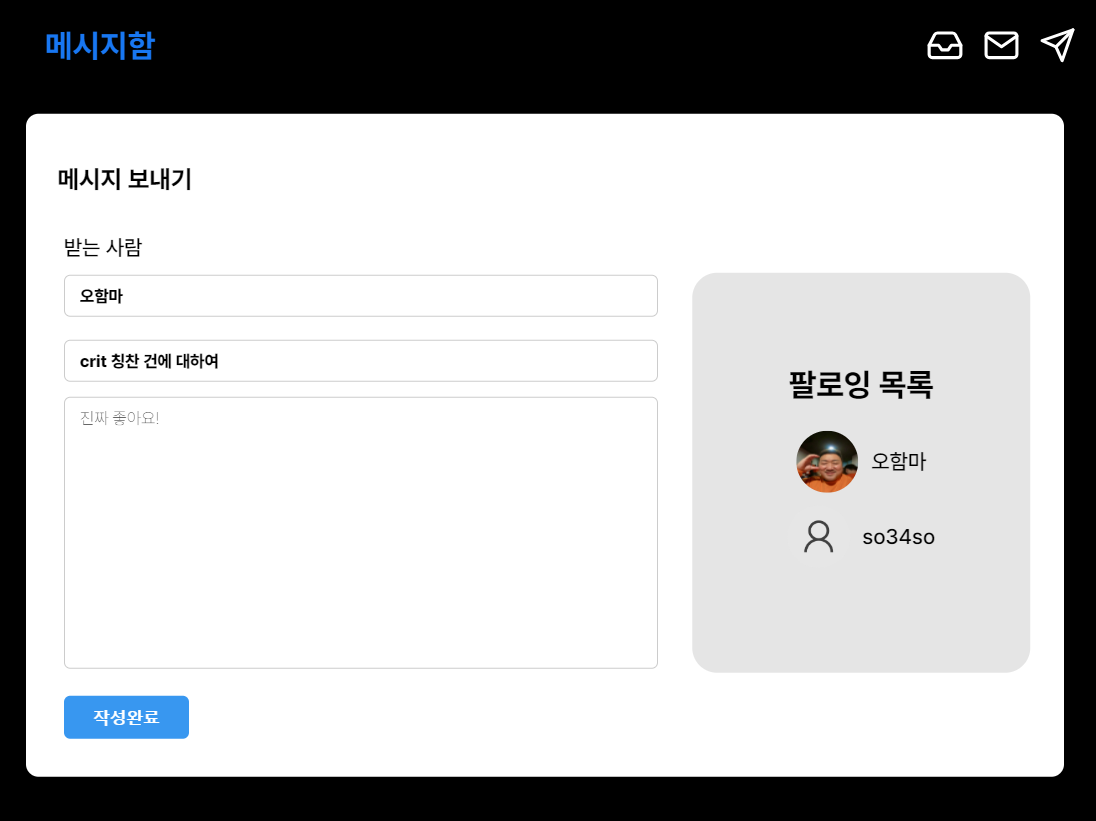 메시지함
메시지 보내기
받는 사람
오함마
crit 칭찬 건에 대하여
진짜 좋아요!
작성완료
팔로잉 목록
오함마
so34so